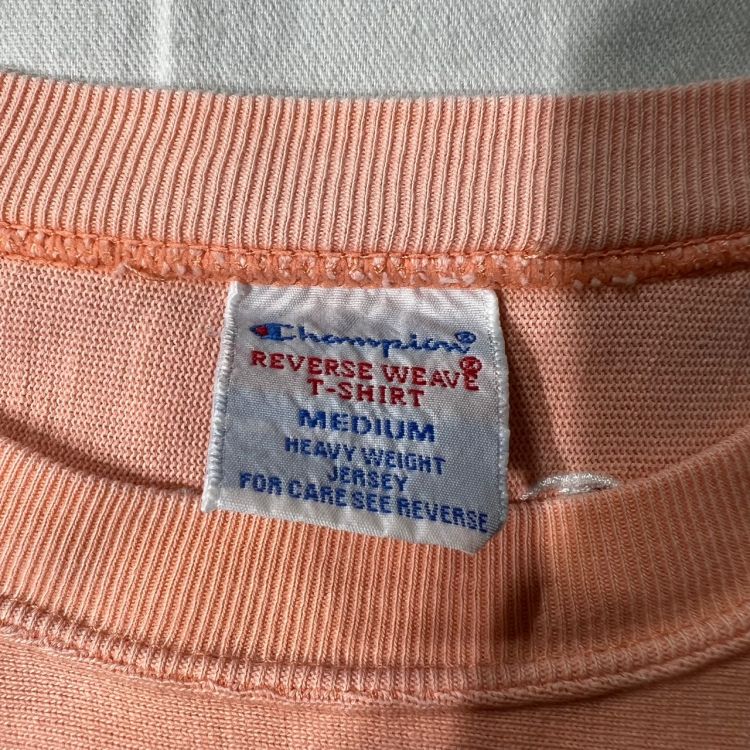 Champion®
REVERSE WEAVE®
T-SHIRT
MEDIUM
HEAVY WEIGHT
JERSEY
FOR CARE SEE REVERSE